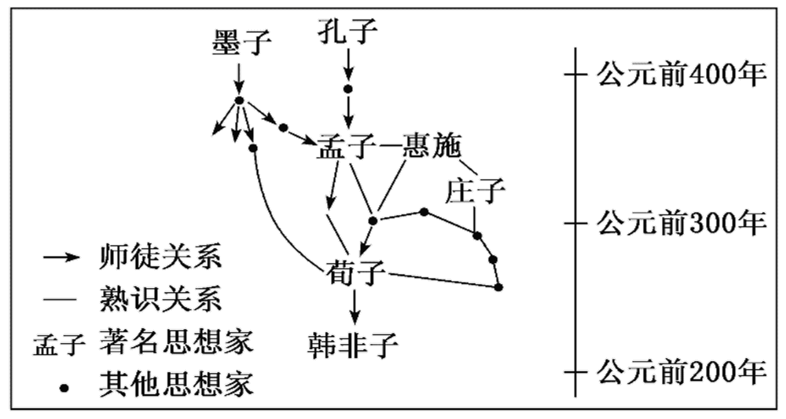 墨子
孔子
公元前400年
孟子
惠施
庄子
公元前300年
师徒关系
荀子
熟识关系
孟子 著名思想家
韩非子
公元前200年
其他思想家